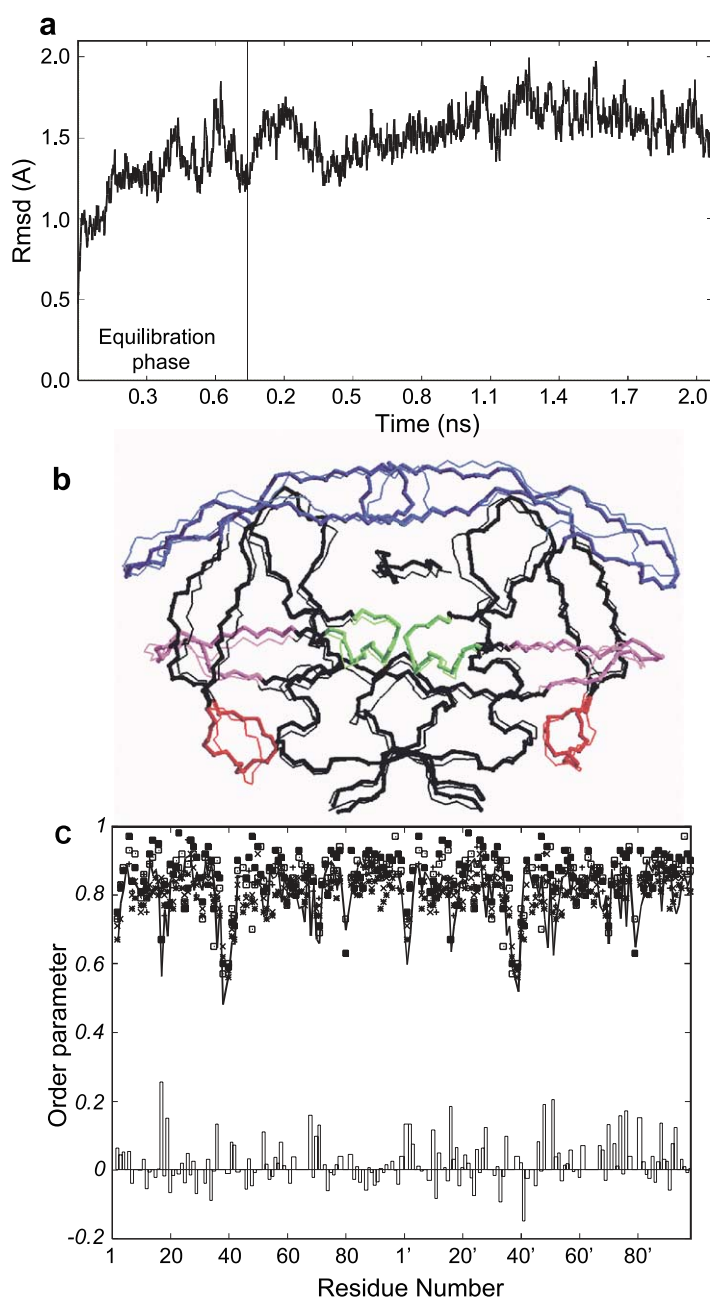 a
2.0
1.5
1.0
0.5
0.0
Rmsd (A)
Equilibration
phase
0.3 0.6 0.2 0.5 0.8 1.1 1.4 1.7 2.0
Time (ns)
b
c
1
0.8
0.6
0.4
0.2
0
-0.2
Order parameter
1 20 40 60 80 1' 20' 40' 60' 80'
Residue Number